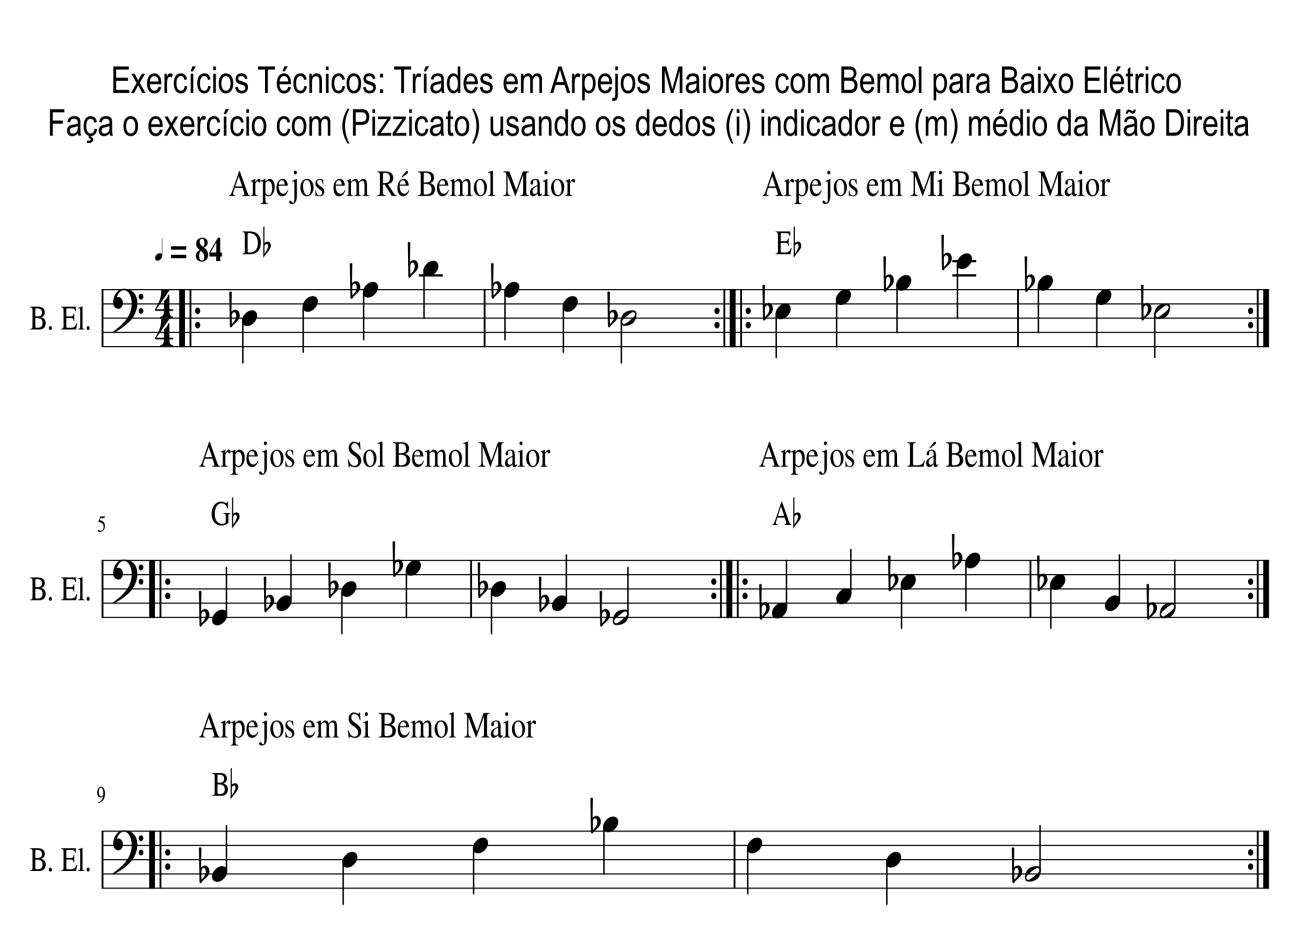 Exercícios Técnicos: Tríades em Arpejos Maiores com Bemol para Baixo Elétrico
Faça o exercício com (Pizzicato) usando os dedos (i) indicador e (m) médio da Mão Direita
Arpejos em Ré Bemol Maior Arpejos em Mi Bemol Maior
♩ = 84 D♭ E♭
B. El. 4/4
Arpejos em Sol Bemol Maior Arpejos em Lá Bemol Maior
5 G♭ A♭
B. El.
Arpejos em Si Bemol Maior
9 B♭
B. El.